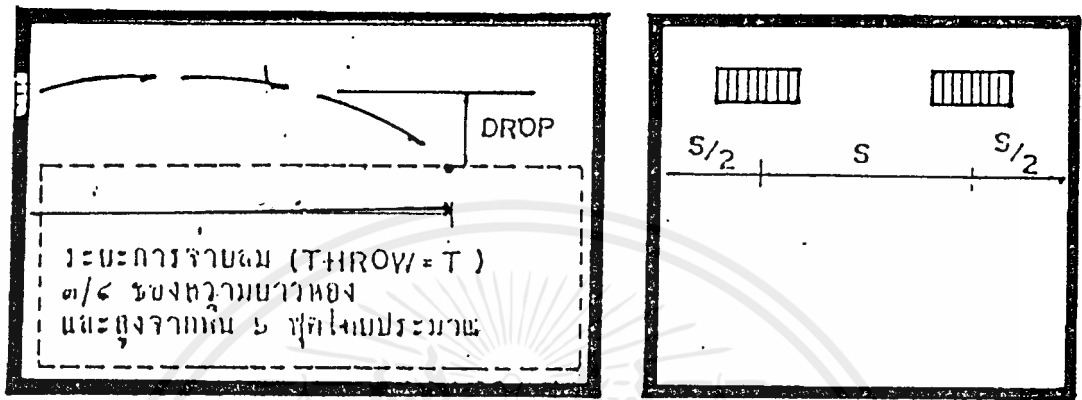 DROP
ระยะการจ่ายลม (THROW = T)
๓/๔ ของความยาวห้อง
และสูงจากพื้น ๖ ฟุตโดยประมาณ
S/2 S S/2